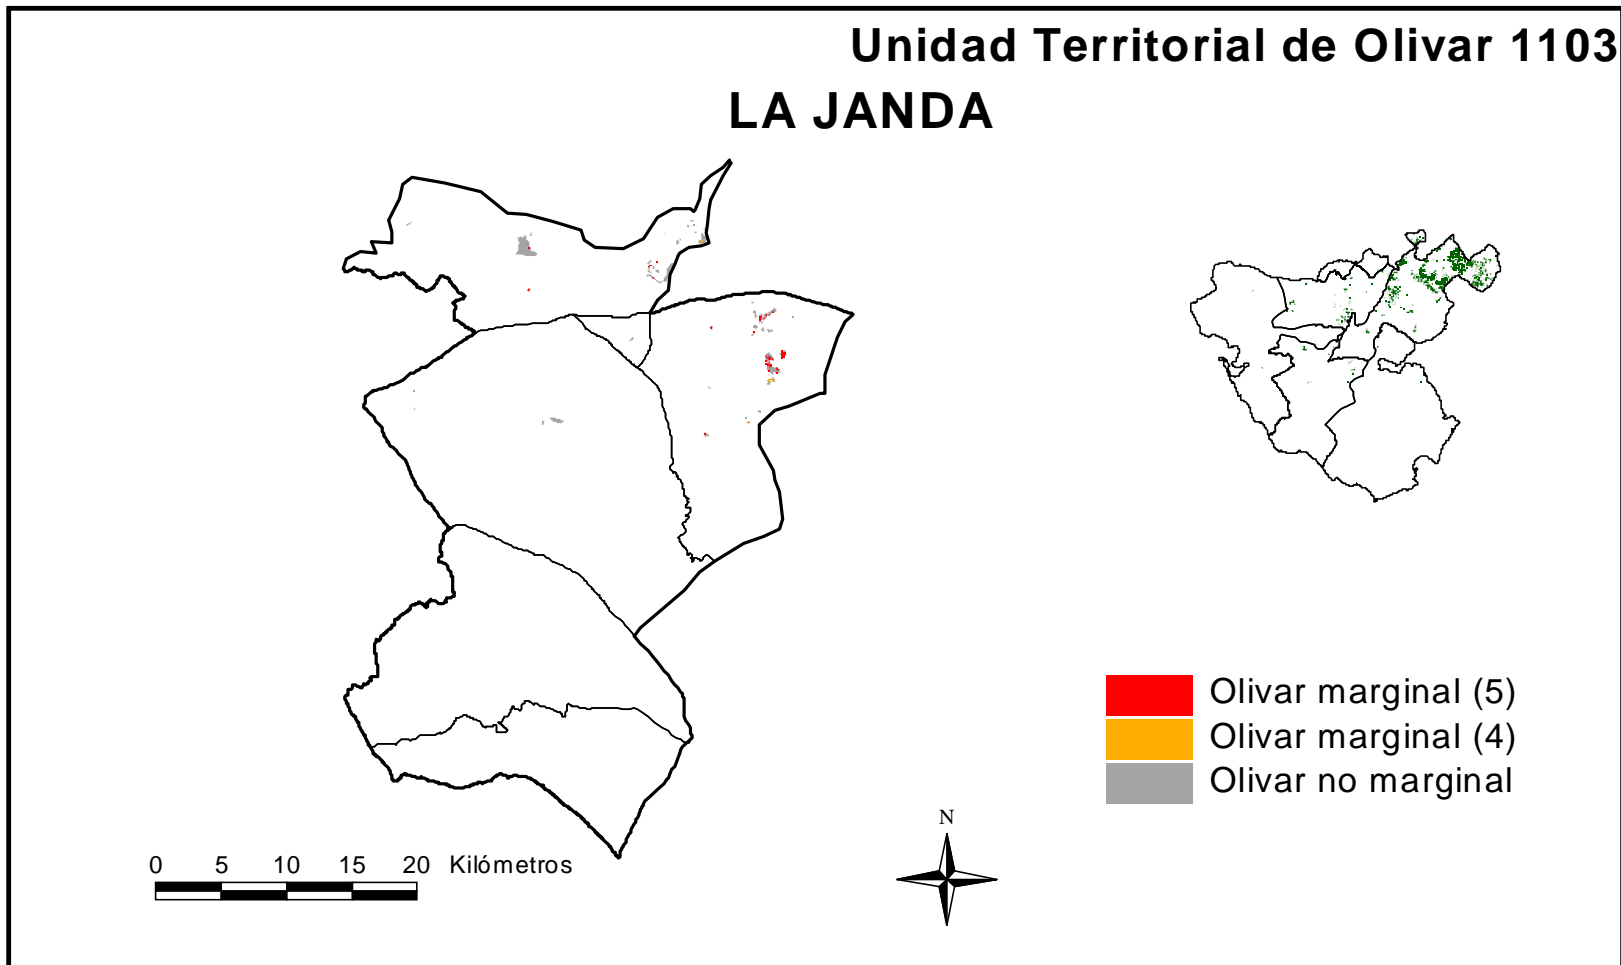 Unidad Territorial de Olivar 1103
LA JANDA
Olivar marginal (5)
Olivar marginal (4)
Olivar no marginal
N
0 5 10 15 20 Kilómetros